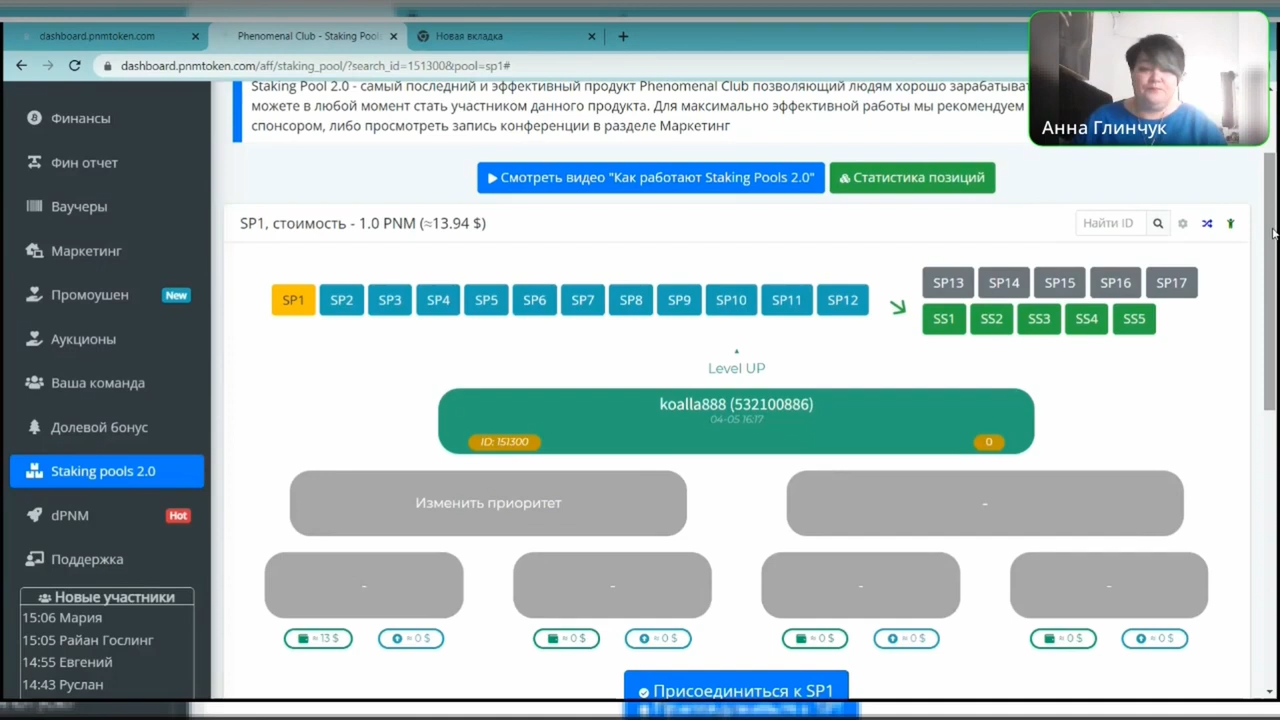 dashboard.pnmtoken.com
Phenomenal Club - Staking Pool
Новая вкладка
dashboard.pnmtoken.com/aff/staking_pool/?search_id=151300&pool=sp1#
Анна Глинчук
Финансы
Фин отчет
Ваучеры
Маркетинг
Промоушен New
Аукционы
Ваша команда
Долевой бонус
Staking pools 2.0
dPNM Hot
Поддержка
Новые участники
15:06 Мария
15:05 Райан Гослинг
14:55 Евгений
14:43 Руслан
Staking Pool 2.0 - самый последний и эффективный продукт Phenomenal Club позволяющий людям хорошо зарабатыват
можете в любой момент стать участником данного продукта. Для максимально эффективной работы мы рекомендуем
спонсором, либо просмотреть запись конференции в разделе Маркетинг
Смотреть видео "Как работают Staking Pools 2.0"
Статистика позиций
SP1, стоимость - 1.0 PNM (≈13.94 $)
Найти ID
SP1 SP2 SP3 SP4 SP5 SP6 SP7 SP8 SP9 SP10 SP11 SP12
SP13 SP14 SP15 SP16 SP17
SS1 SS2 SS3 SS4 SS5
Level UP
koalla888 (532100886)
04-05 16:17
ID: 151300 0
Изменить приоритет -
- - - -
≈ 13 $ ≈ 0 $ ≈ 0 $ ≈ 0 $ ≈ 0 $ ≈ 0 $ ≈ 0 $ ≈ 0 $
Присоединиться к SP1